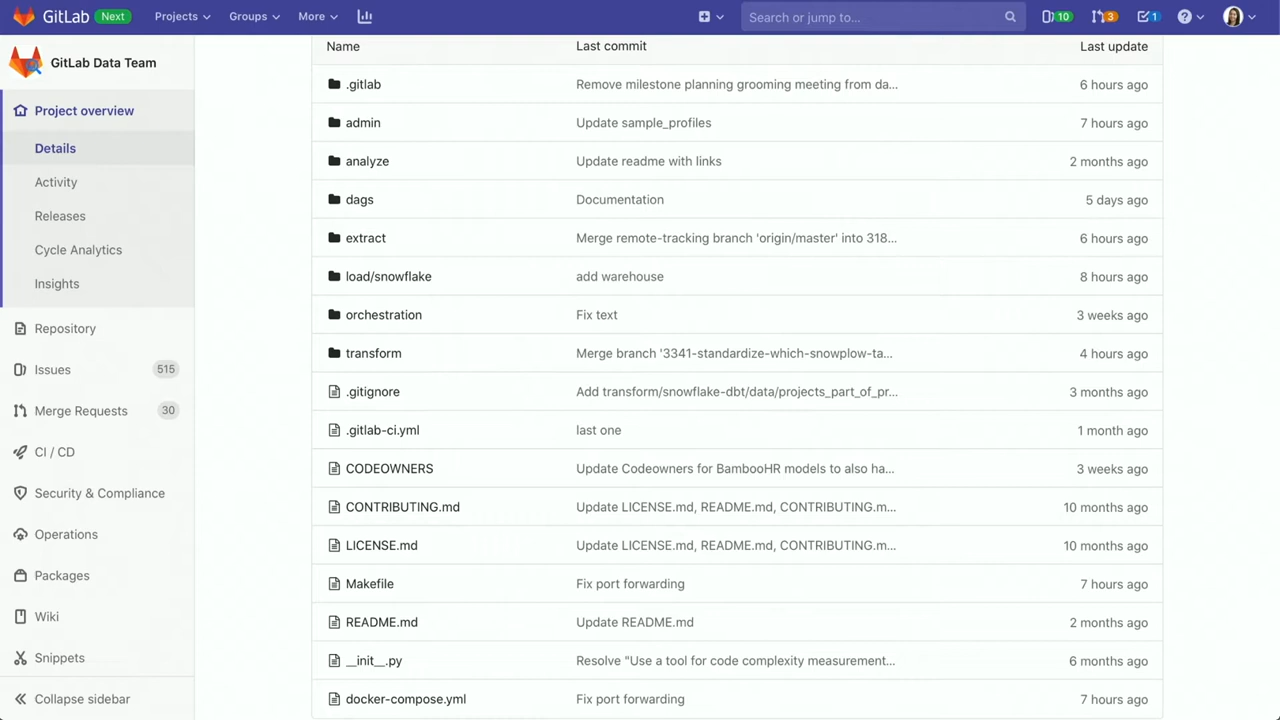 GitLab Next Projects Groups More Search or jump to... 10 3 1
GitLab Data Team
Project overview
Details
Activity
Releases
Cycle Analytics
Insights
Repository
Issues 515
Merge Requests 30
CI / CD
Security & Compliance
Operations
Packages
Wiki
Snippets
Collapse sidebar
Name Last commit Last update
.gitlab Remove milestone planning grooming meeting from da... 6 hours ago
admin Update sample_profiles 7 hours ago
analyze Update readme with links 2 months ago
dags Documentation 5 days ago
extract Merge remote-tracking branch 'origin/master' into 318... 6 hours ago
load/snowflake add warehouse 8 hours ago
orchestration Fix text 3 weeks ago
transform Merge branch '3341-standardize-which-snowplow-ta... 4 hours ago
.gitignore Add transform/snowflake-dbt/data/projects_part_of_pr... 3 months ago
.gitlab-ci.yml last one 1 month ago
CODEOWNERS Update Codeowners for BambooHR models to also ha... 3 weeks ago
CONTRIBUTING.md Update LICENSE.md, README.md, CONTRIBUTING.m... 10 months ago
LICENSE.md Update LICENSE.md, README.md, CONTRIBUTING.m... 10 months ago
Makefile Fix port forwarding 7 hours ago
README.md Update README.md 2 months ago
__init__.py Resolve "Use a tool for code complexity measurement... 6 months ago
docker-compose.yml Fix port forwarding 7 hours ago